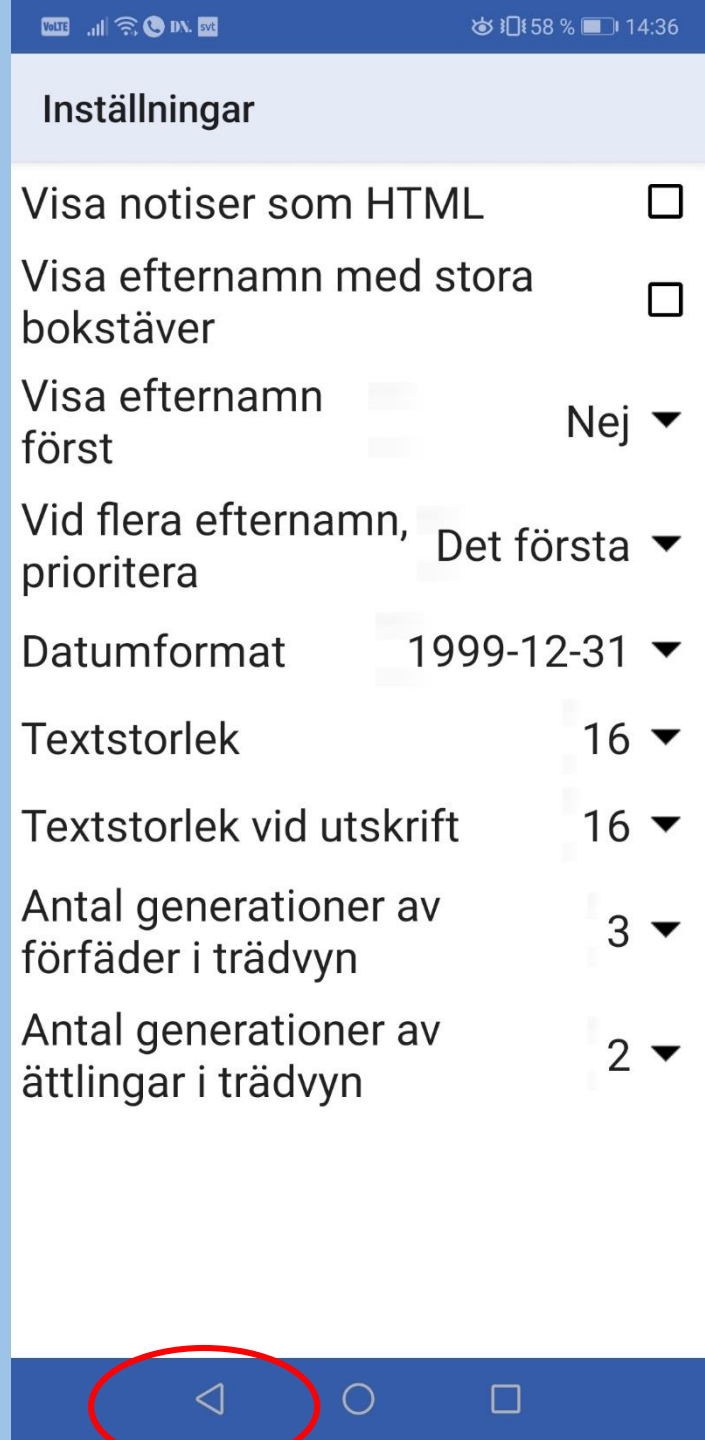 VoLTE DN. svt 58 % 14:36
Inställningar
Visa notiser som HTML
Visa efternamn med stora
bokstäver
Visa efternamn
först
Nej
Vid flera efternamn,
prioritera
Det första
Datumformat 1999-12-31
Textstorlek 16
Textstorlek vid utskrift 16
Antal generationer av
förfäder i trädvyn
3
Antal generationer av
ättlingar i trädvyn
2